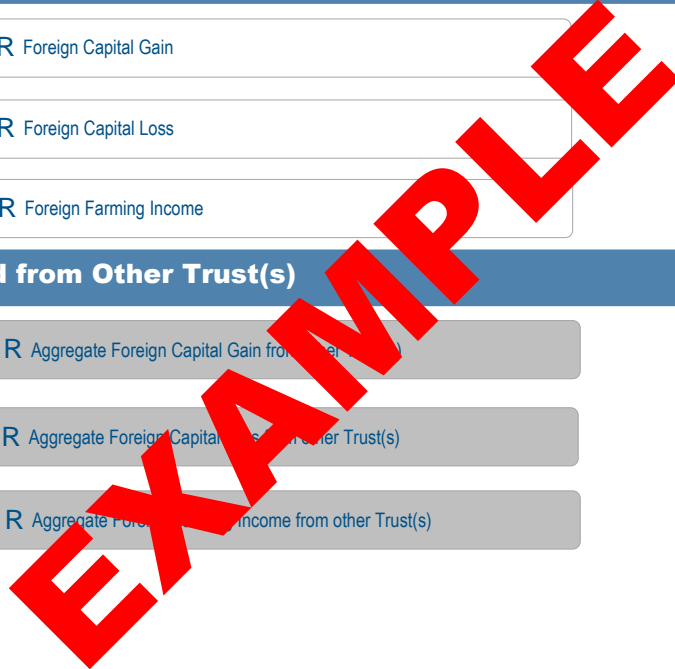 R Foreign Capital Gain
R Foreign Capital Loss
R Foreign Farming Income
from Other Trust(s)
R Aggregate Foreign Capital Gain
R Aggregate Foreign Capital other Trust(s)
R Aggregate Income from other Trust(s)
EXAMPLE